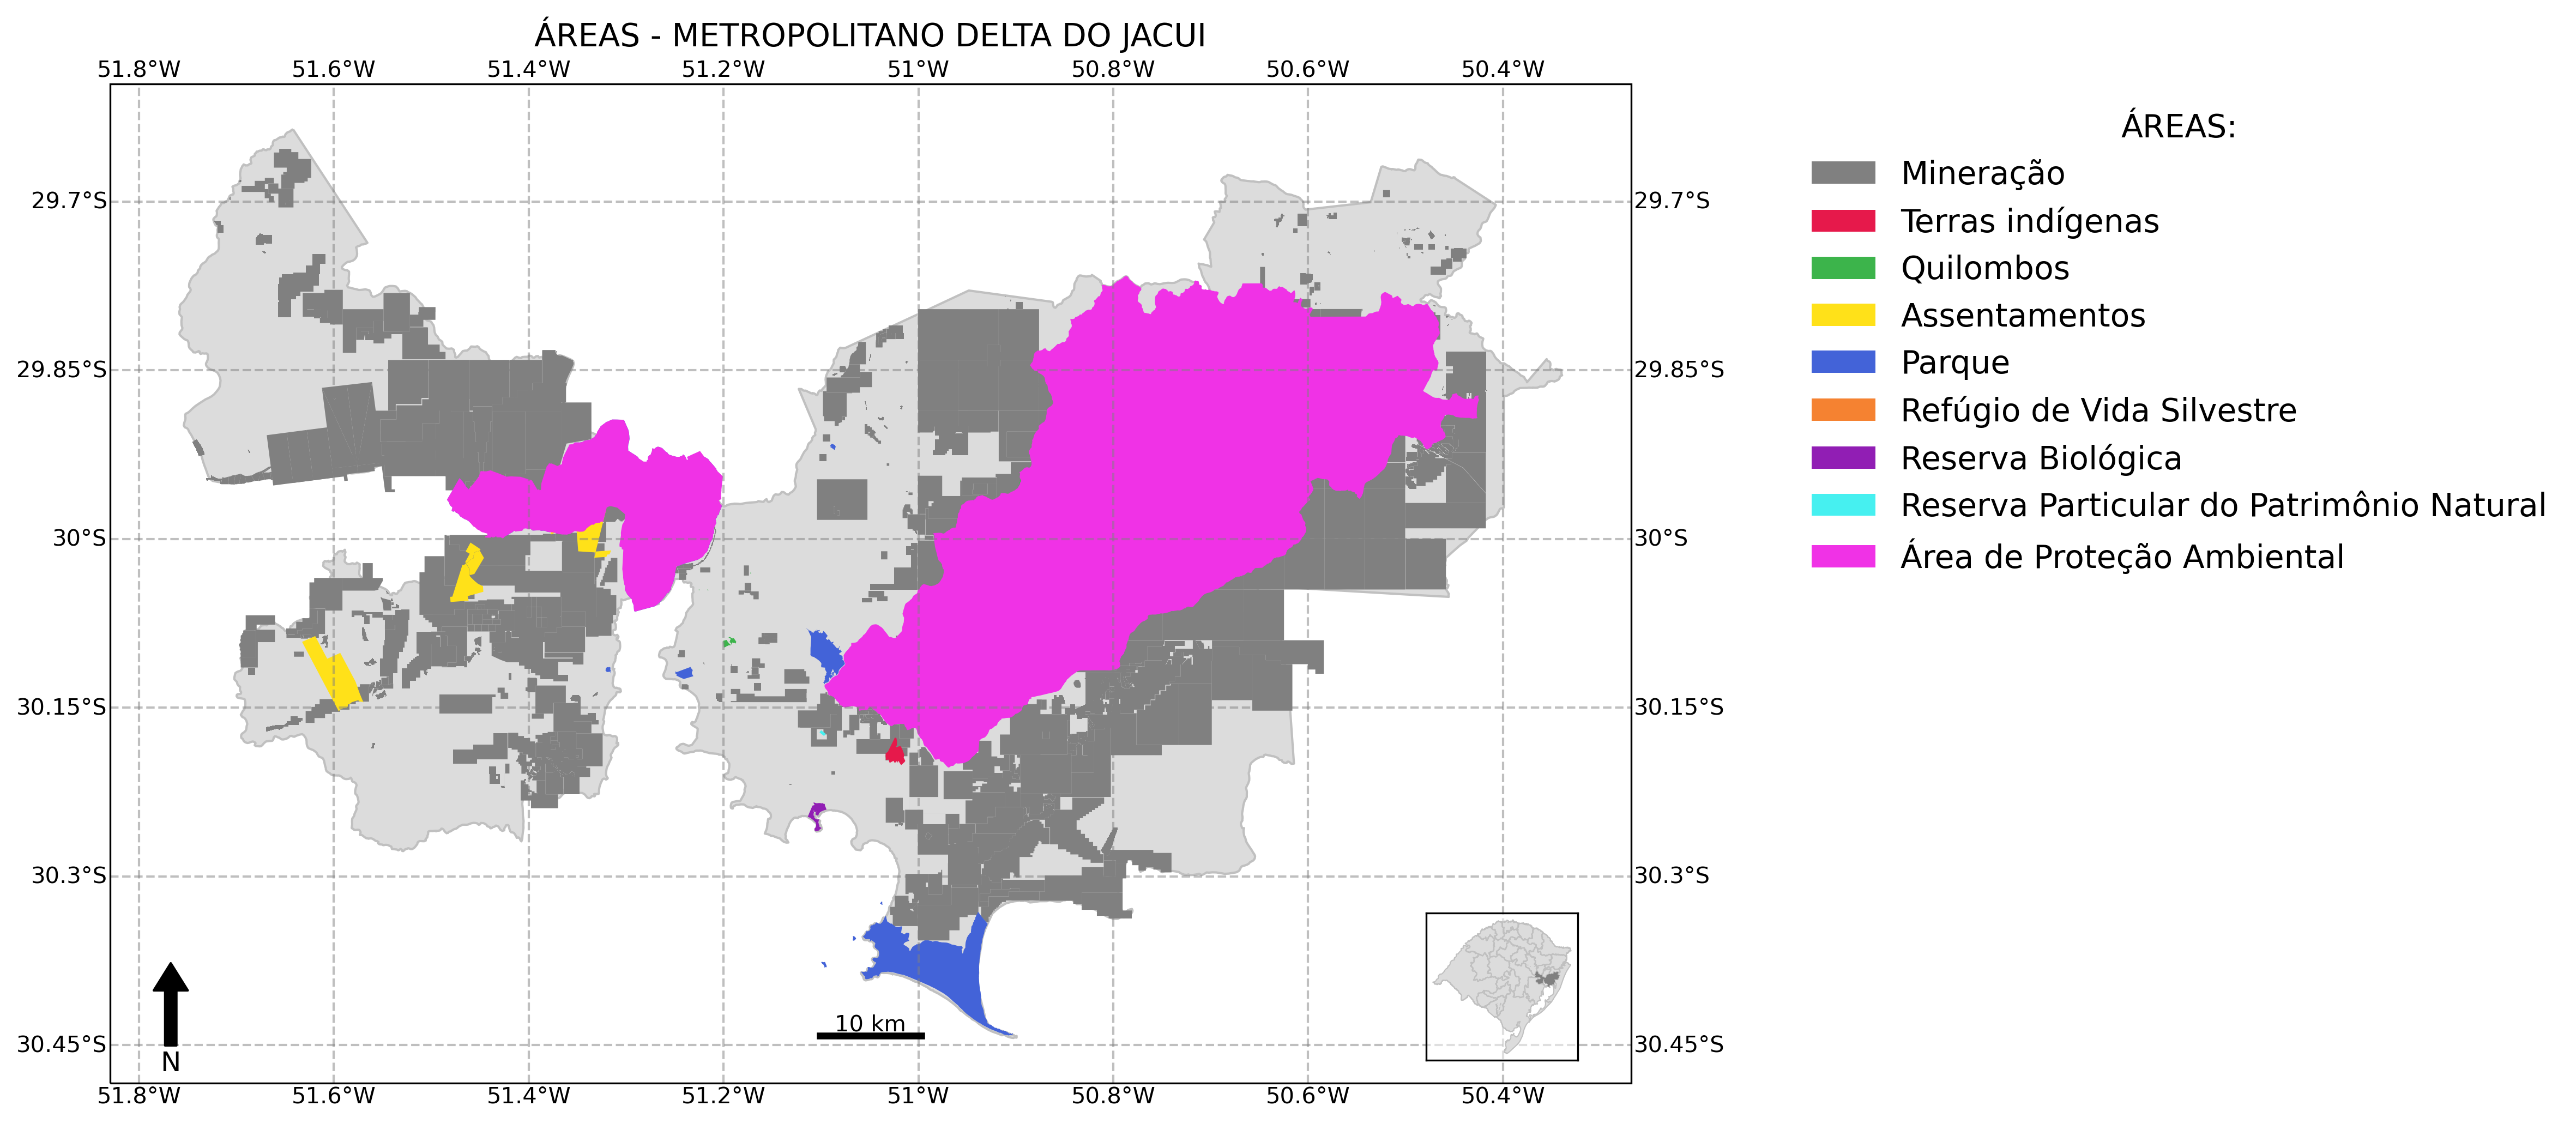 ÁREAS - METROPOLITANO DELTA DO JACUI
51.8°W 51.6°W 51.4°W 51.2°W 51°W 50.8°W 50.6°W 50.4°W
29.7°S 29.7°S
29.85°S 29.85°S
30°S 30°S
30.15°S 30.15°S
30.3°S 30.3°S
30.45°S 30.45°S
N
10 km
N
51.8°W 51.6°W 51.4°W 51.2°W 51°W 50.8°W 50.6°W 50.4°W
ÁREAS:
Mineração
Terras indígenas
Quilombos
Assentamentos
Parque
Refúgio de Vida Silvestre
Reserva Biológica
Reserva Particular do Patrimônio Natural
Área de Proteção Ambiental